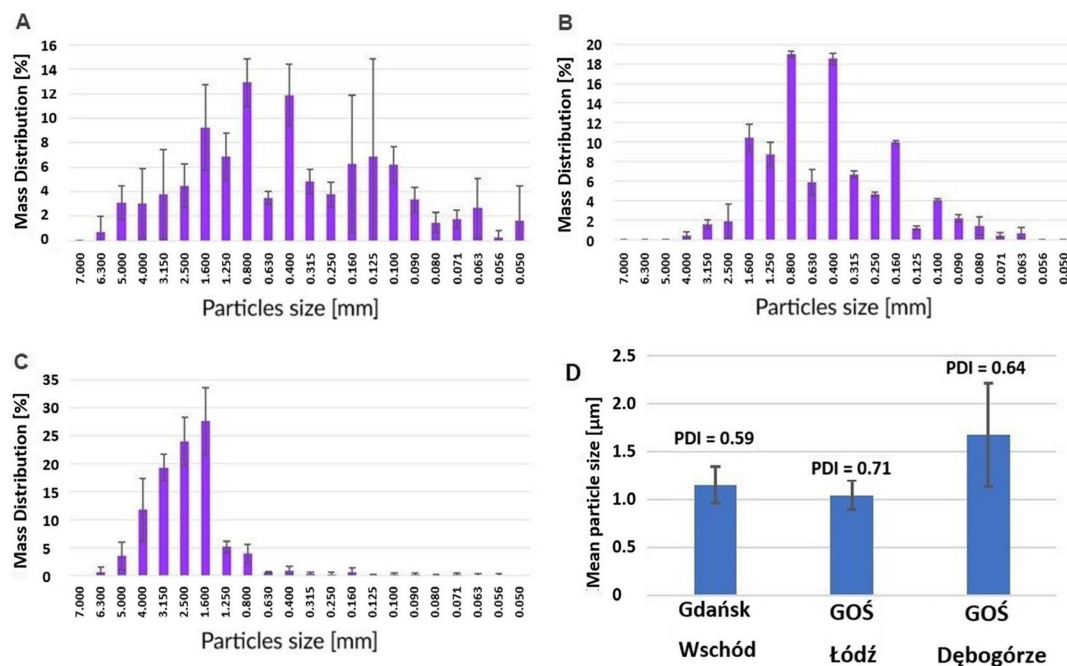 A
Mass Distribution [%]
16
14
12
10
8
6
4
2
0
7.000 6.300 5.000 4.000 3.150 2.500 1.600 1.250 0.800 0.630 0.400 0.315 0.250 0.160 0.125 0.100 0.090 0.080 0.071 0.063 0.056 0.050
Particles size [mm]
B
Mass Distribution [%]
20
18
16
14
12
10
8
6
4
2
0
7.000 6.300 5.000 4.000 3.150 2.500 1.600 1.250 0.800 0.630 0.400 0.315 0.250 0.160 0.125 0.100 0.090 0.080 0.071 0.063 0.056 0.050
Particles size [mm]
C
Mass Distribution [%]
35
30
25
20
15
10
5
0
7.000 6.300 5.000 4.000 3.150 2.500 1.600 1.250 0.800 0.630 0.400 0.315 0.250 0.160 0.125 0.100 0.090 0.080 0.071 0.063 0.056 0.050
Particles size [mm]
D
Mean particle size [µm]
2.5
2.0
1.5
1.0
0.5
0.0
PDI = 0.59
PDI = 0.71
PDI = 0.64
Gdańsk GOŚ GOŚ
Wschód Łódź Dębogórze